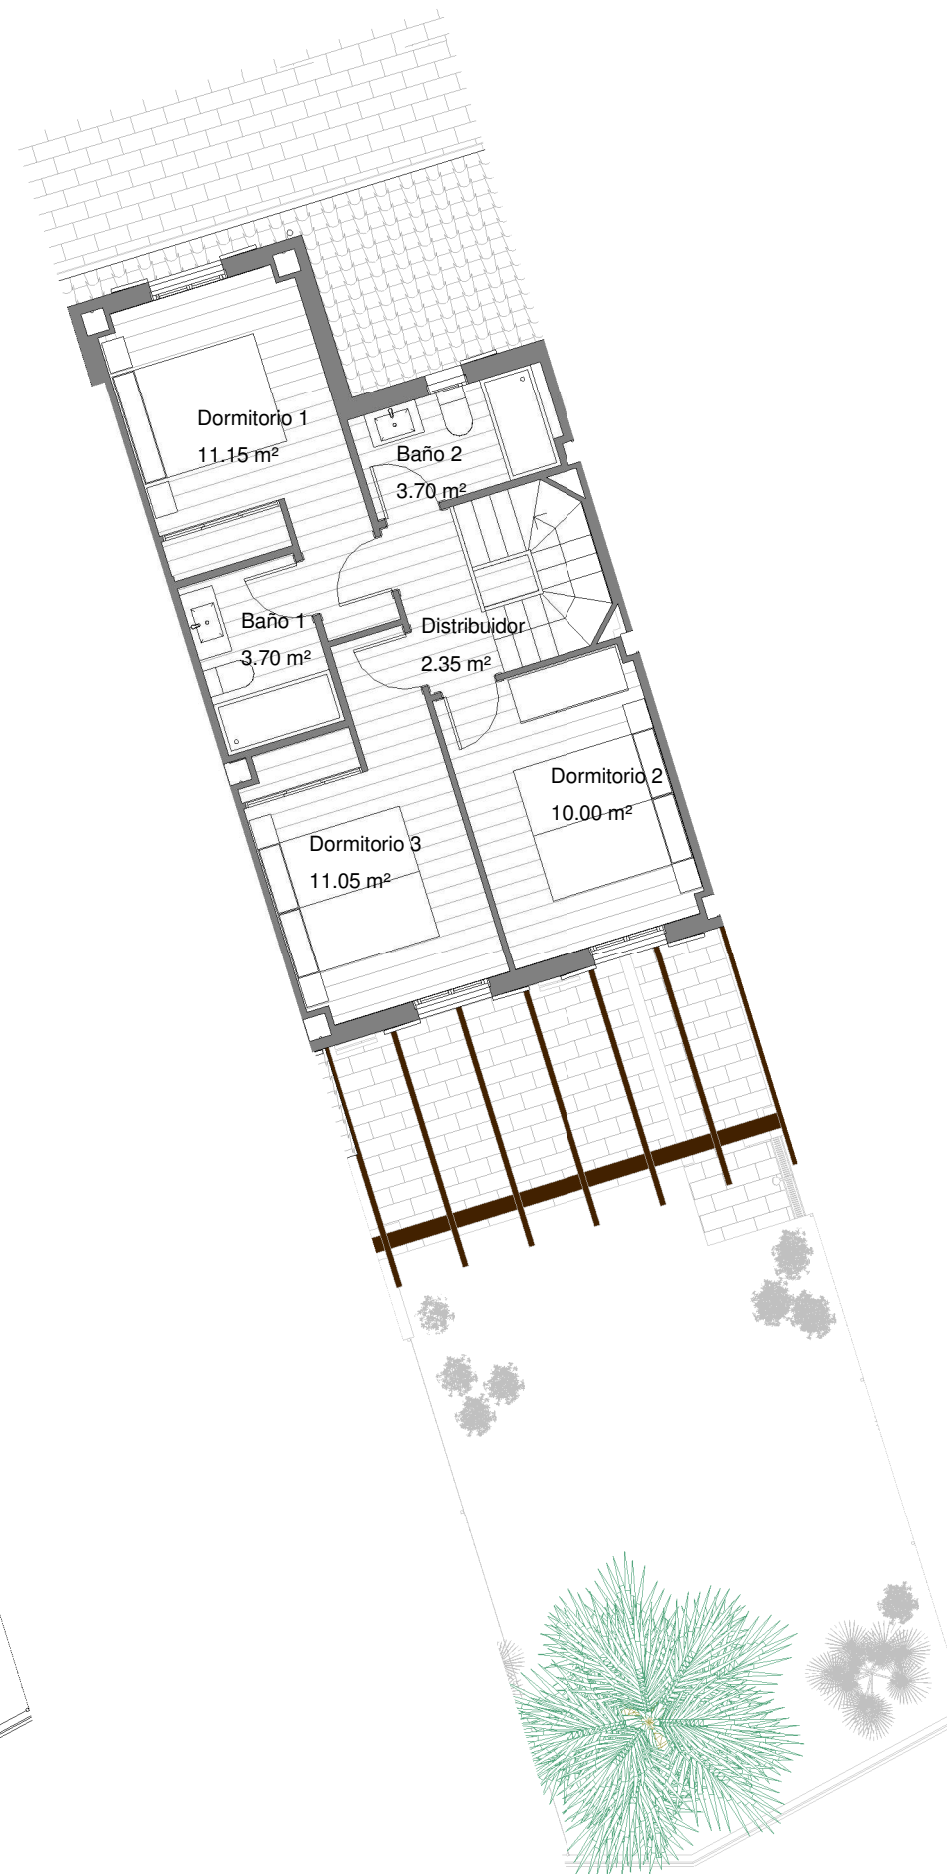 Dormitorio 1
11.15 m²
Baño 2
3.70 m²
Baño 1
3.70 m²
Distribuidor
2.35 m²
Dormitorio 2
10.00 m²
Dormitorio 3
11.05 m²